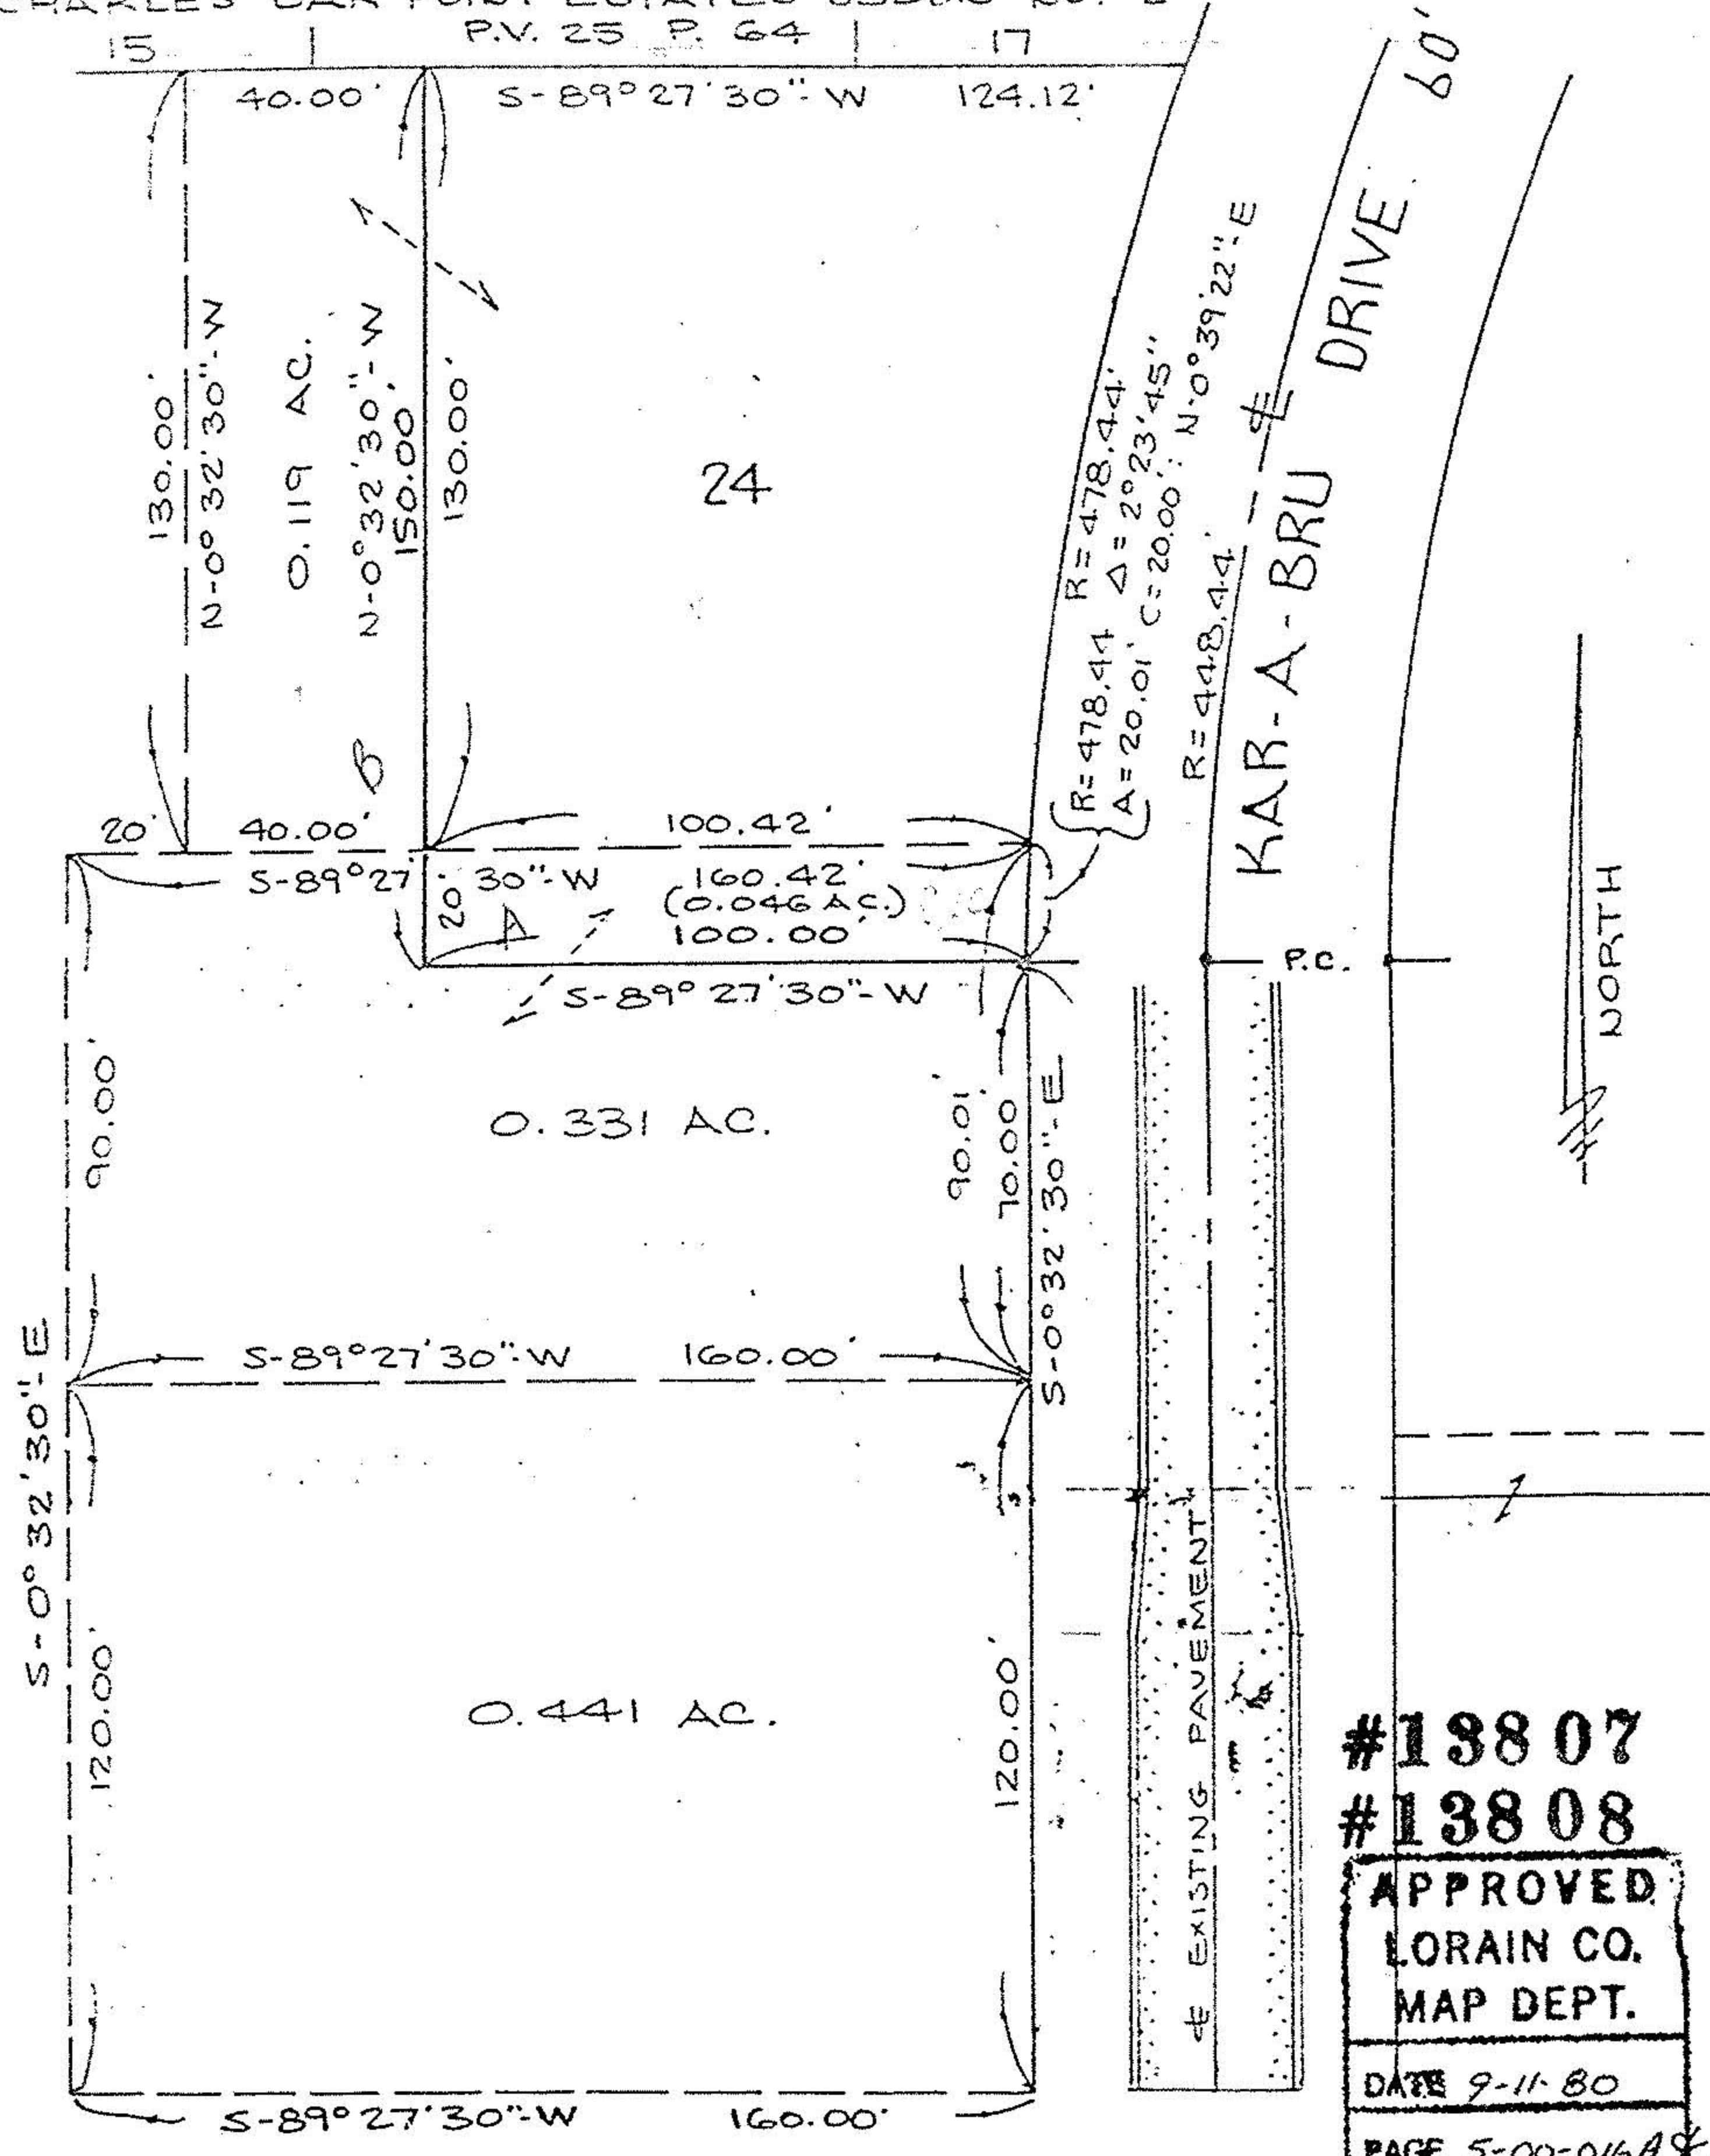 P.V. 25 P. 64
15
17
40.00'
S-89°27'30"-W
124.12'
60'
130.00'
N-0°32'30"-W
0.119 AC.
N-0°32'30"-W
150.00'
130.00'
24
R=478.44'
R=478.44 Δ=2°23'45"
A=20.01' C=20.00': N-0°39'22"-E
R=448.44'
KAR-A-BRU DRIVE
B
20'
40.00'
100.42'
S-89°27'30"-W
160.42'
(0.046 AC.)
20'
A
100.00'
S-89°27'30"-W
P.C.
NORTH
90.00'
0.331 AC.
90.01'
70.00
S-0°32'30"-E
S-89°27'30"-W
160.00'
S-0°32'30"-E
120.00'
0.441 AC.
120.00'
℄ EXISTING PAVEMENT
#13807
#13808
APPROVED
LORAIN CO.
MAP DEPT.
DATE 9-11-80
S-89°27'30"-W
160.00'